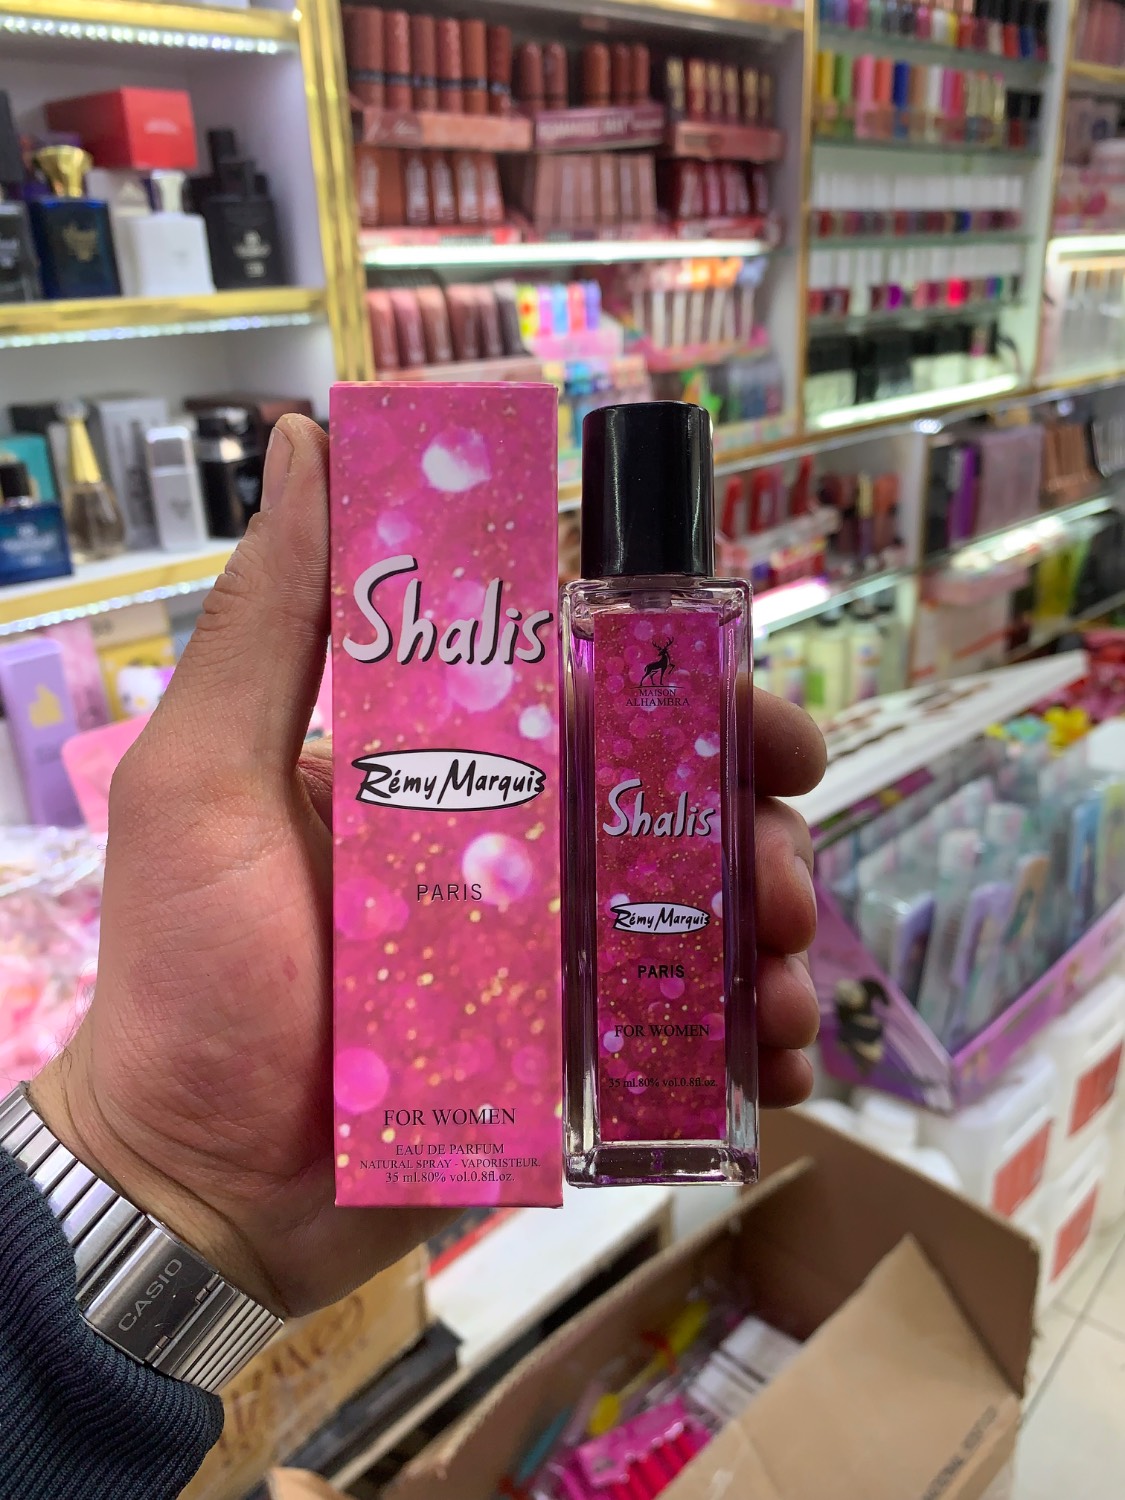 Shalis
Rémy Marquis
PARIS
FOR WOMEN
EAU DE PARFUM
NATURAL SPRAY - VAPORISTEUR
35 ml.80% vol.0.8fl.oz.
MAISON
ALHAMBRA
Shalis
Rémy Marquis
PARIS
FOR WOMEN
35 ml.80% vol.0.8fl.oz.
CASIO